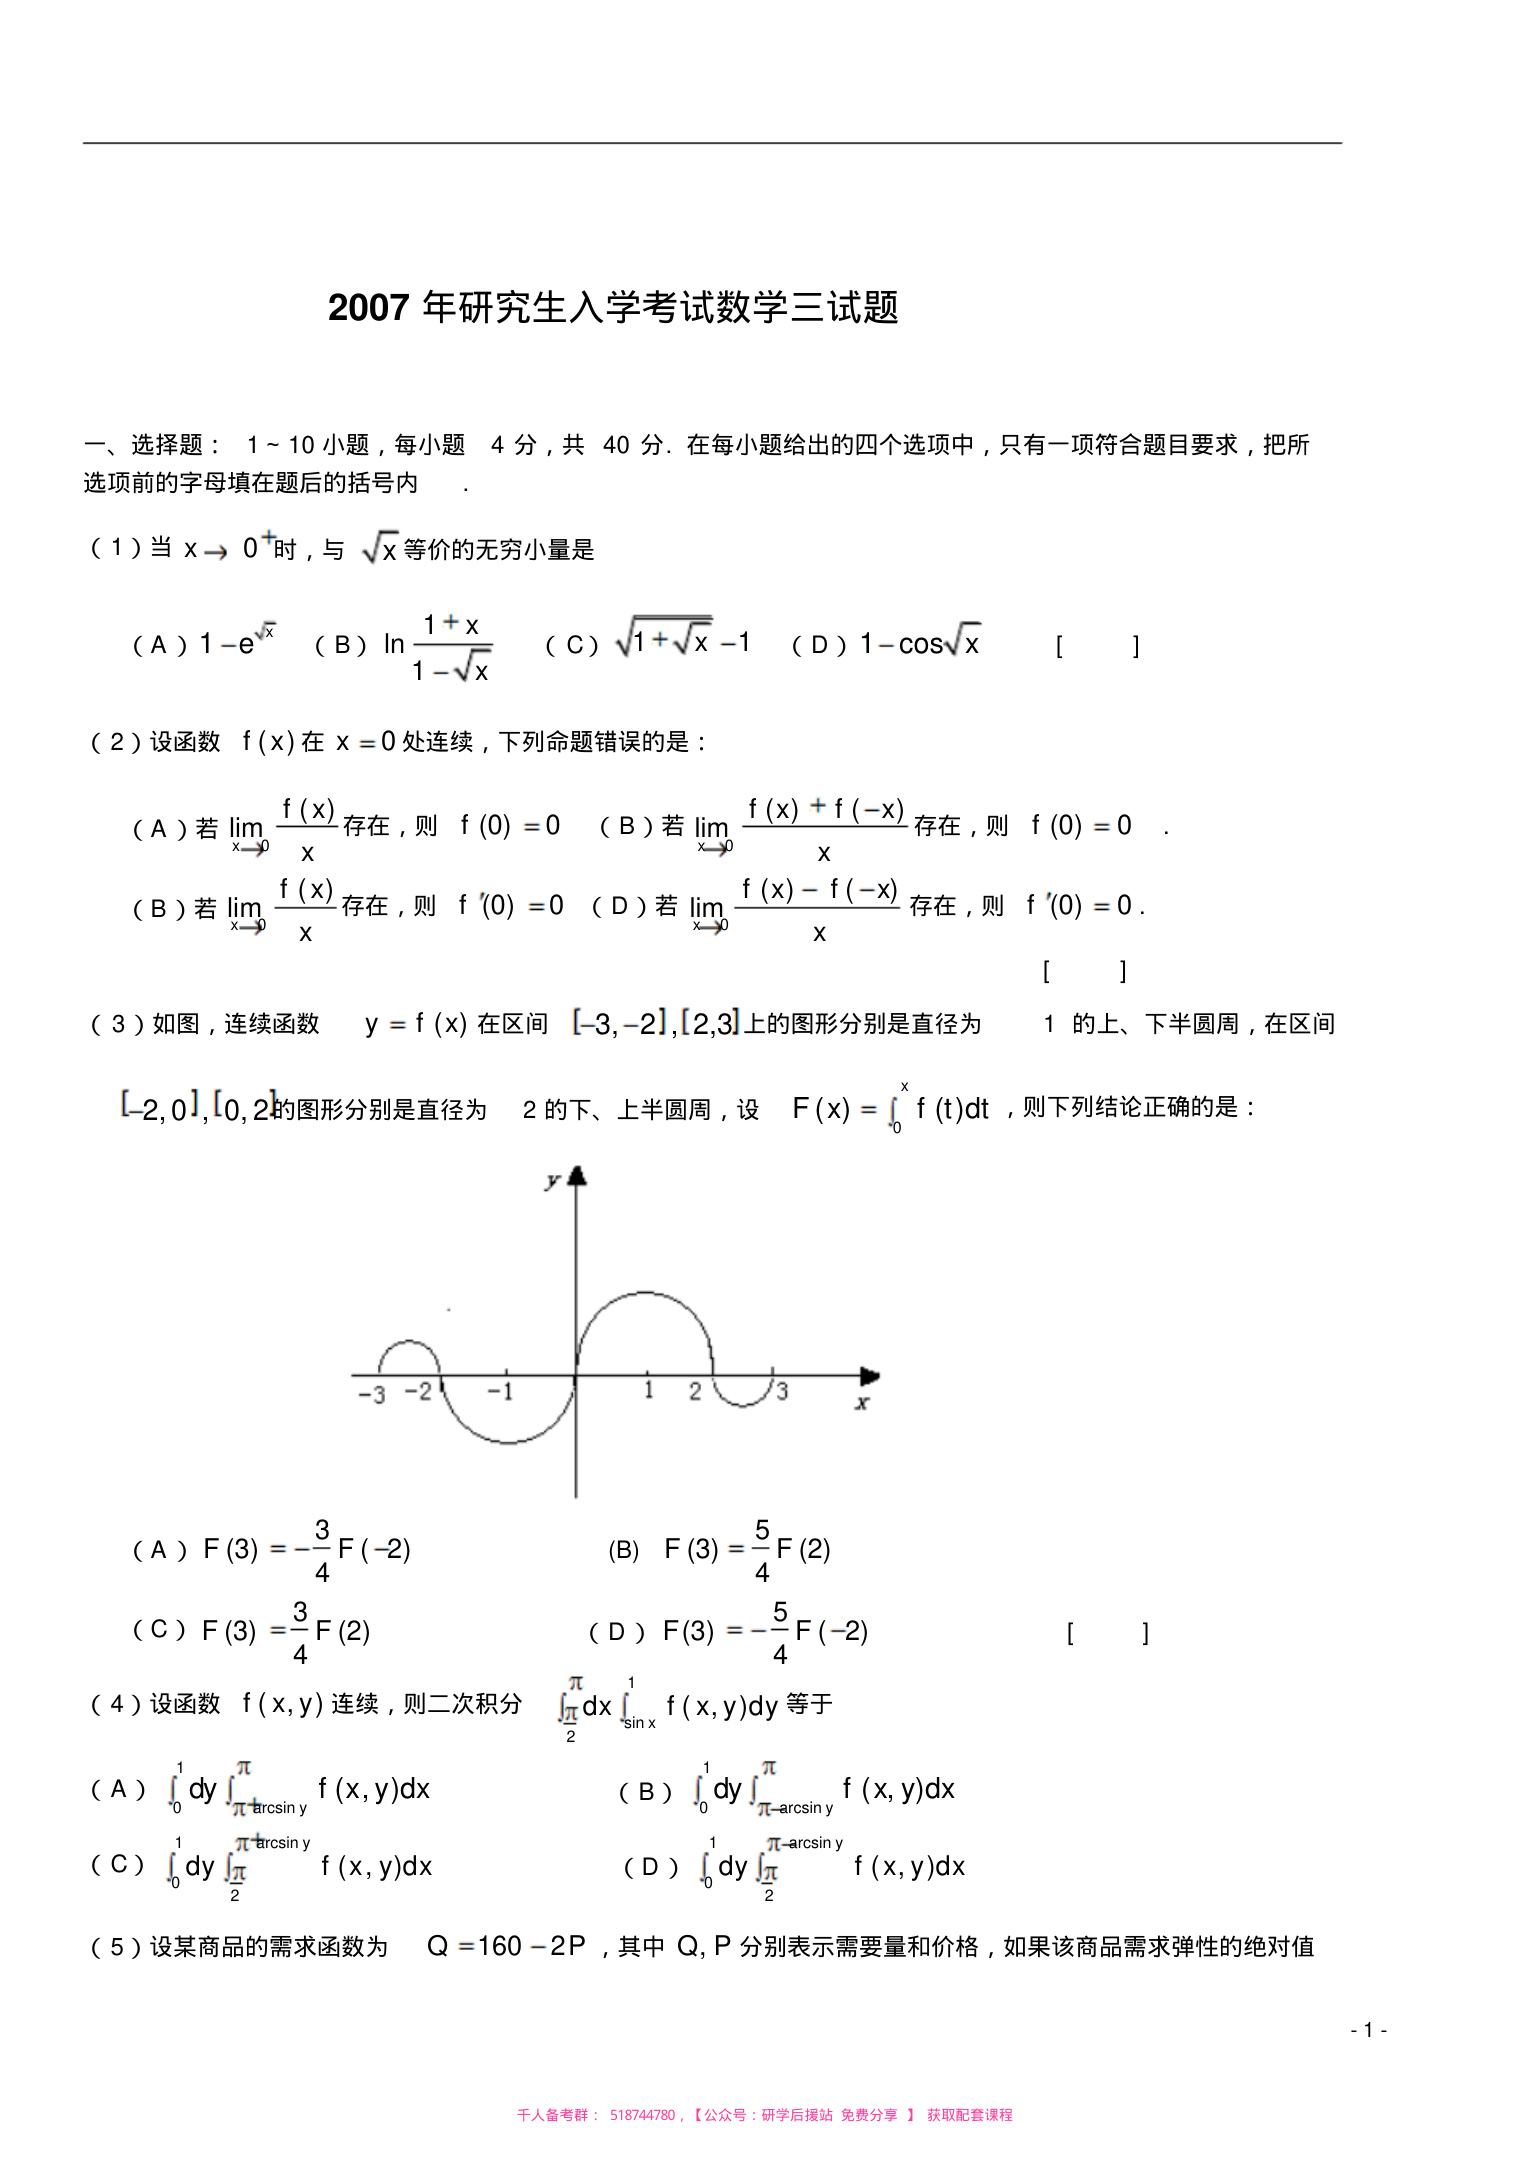 2007 年研究生入学考试数学三试题
一、选择题： 1~10 小题，每小题 4 分，共 40 分. 在每小题给出的四个选项中，只有一项符合题目要求，把所
选项前的字母填在题后的括号内 .
（1）当 x→ 0⁺时，与 √x 等价的无穷小量是
（A）1−e^√x （B）ln (1+x)/(1−√x) （C）√(1+√x) −1 （D）1−cos√x [ ]
（2）设函数 f(x)在 x=0 处连续，下列命题错误的是：
（A）若 lim x→0 f(x)/x 存在，则 f(0)=0 （B）若 lim x→0 (f(x)+f(−x))/x 存在，则 f(0)=0 .
（B）若 lim x→0 f(x)/x 存在，则 f'(0)=0 （D）若 lim x→0 (f(x)−f(−x))/x 存在，则 f'(0)=0 .
[ ]
（3）如图，连续函数 y=f(x) 在区间 [−3,−2],[2,3]上的图形分别是直径为 1 的上、下半圆周，在区间
[−2,0],[0,2]的图形分别是直径为 2 的下、上半圆周，设 F(x)=∫₀ˣ f(t)dt ，则下列结论正确的是：
y
−3 −2 −1 1 2 3
x
（A）F(3)=−3/4 F(−2) (B) F(3)=5/4 F(2)
（C）F(3)=3/4 F(2) （D）F(3)=−5/4 F(−2) [ ]
（4）设函数 f(x,y) 连续，则二次积分 ∫_{π/2}^{π} dx ∫_{sin x}^{1} f(x,y)dy 等于
（A）∫_0^1 dy ∫_{π+arcsin y}^{π} f(x,y)dx （B）∫_0^1 dy ∫_{π−arcsin y}^{π} f(x,y)dx
（C）∫_0^1 dy ∫_{π/2}^{π+arcsin y} f(x,y)dx （D）∫_0^1 dy ∫_{π/2}^{π−arcsin y} f(x,y)dx
（5）设某商品的需求函数为 Q=160−2P ，其中 Q,P 分别表示需要量和价格，如果该商品需求弹性的绝对值
- 1 -
千人备考群： 518744780，【公众号：研学后援站 免费分享 】 获取配套课程